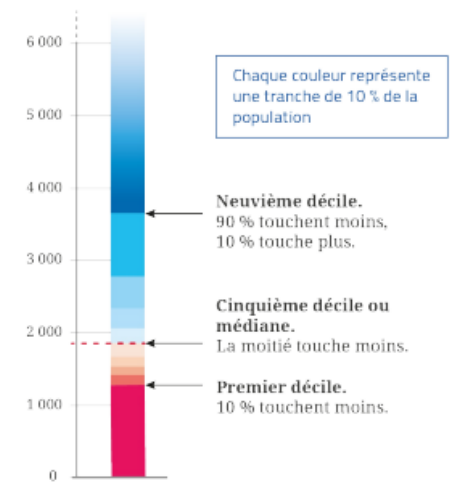 6 000
5 000
4 000
3 000
2 000
1 000
0
Chaque couleur représente
une tranche de 10 % de la
population
Neuvième décile.
90 % touchent moins,
10 % touche plus.
Cinquième décile ou
médiane.
La moitié touche moins.
Premier décile.
10 % touchent moins.